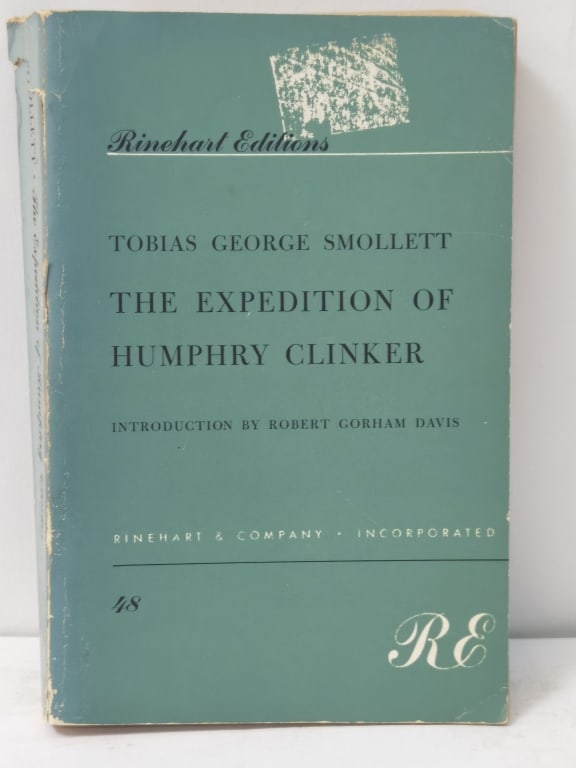 Rinehart Editions
TOBIAS GEORGE SMOLLETT
THE EXPEDITION OF
HUMPHRY CLINKER
INTRODUCTION BY ROBERT GORHAM DAVIS
RINEHART & COMPANY • INCORPORATED
48
RE